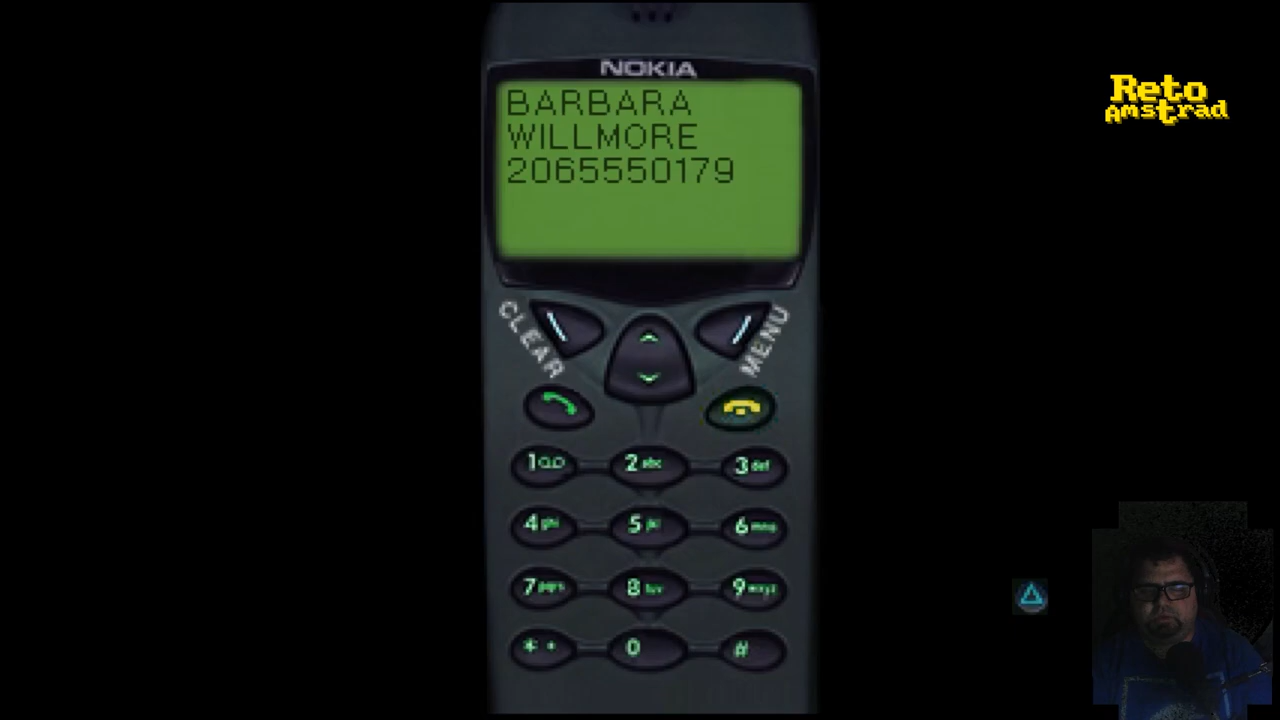 NOKIA
BARBARA
WILLMORE
2065550179
Reto
Amstrad
CLEAR
MENU
1
2 abc
3 def
4 ghi
5 jkl
6 mno
7 pqrs
8 tuv
9 wxyz
*
0
#